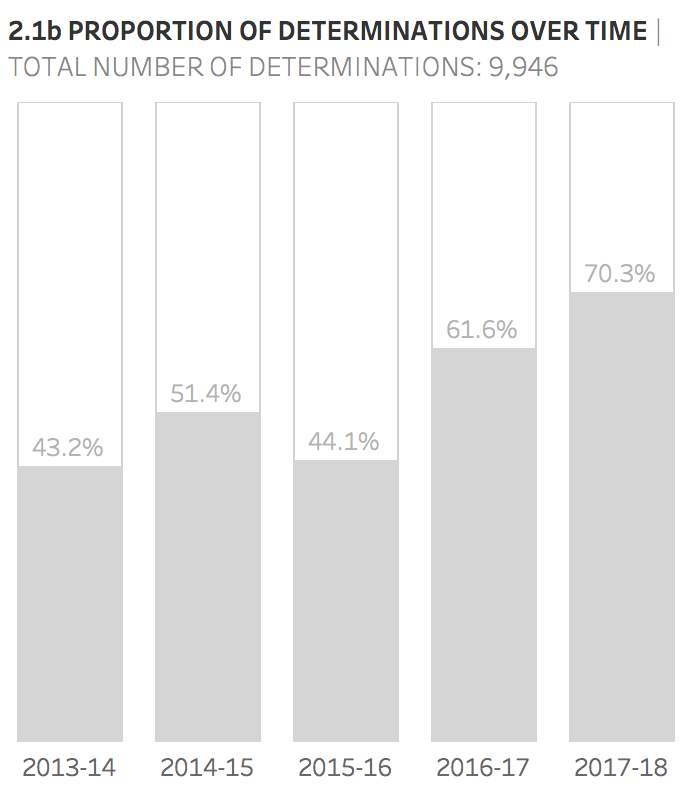 2.1b PROPORTION OF DETERMINATIONS OVER TIME |
TOTAL NUMBER OF DETERMINATIONS: 9,946
70.3%
61.6%
51.4%
44.1%
43.2%
2013-14 2014-15 2015-16 2016-17 2017-18